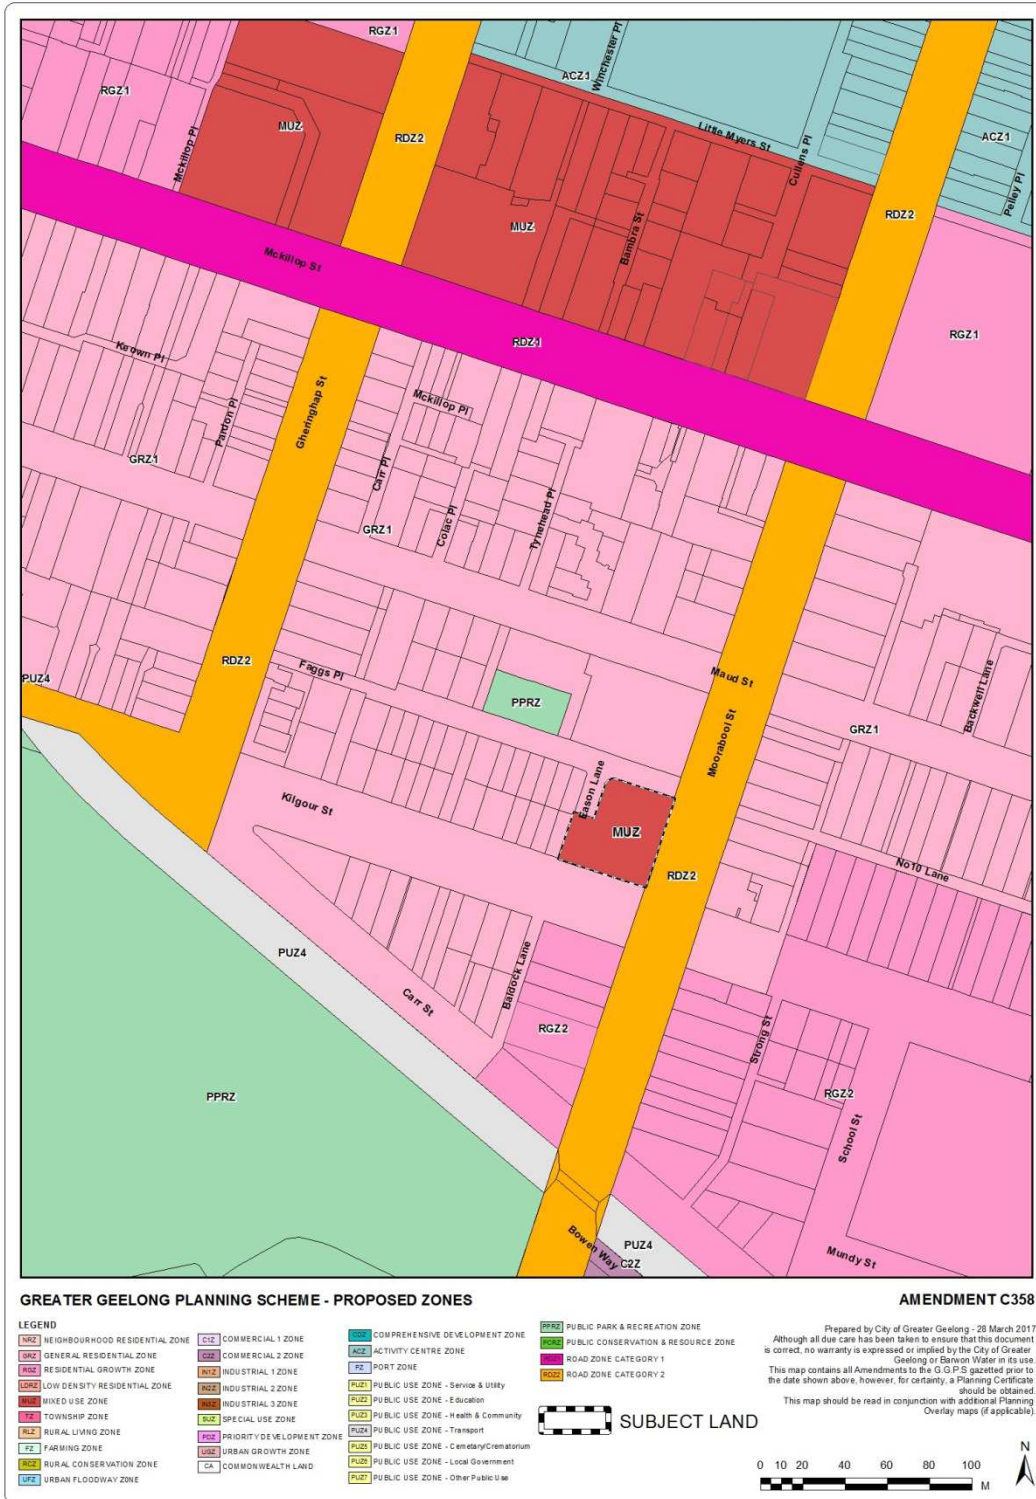 RGZ1
Winchester Pl
ACZ1
RGZ1
MUZ
RDZ2
Little Myers St
Cullens Pl
ACZ1
Mckillop Pl
Pelley Pl
RDZ2
MUZ
Bambra St
Mckillop St
RDZ1
RGZ1
Keown Pl
Gheringhap St
Mckillop Pl
Pardon Pl
GRZ1
Carr Pl
Colac Pl
Tynehead Pl
GRZ1
RDZ2
PUZ4
Faggs Pl
Maud St
PPRZ
Moorabool St
Backwell Lane
GRZ1
Eason Lane
Kilgour St
MUZ
RDZ2
No10 Lane
PUZ4
Baldock Lane
Carr St
RGZ2
Strong St
RGZ2
PPRZ
School St
Bowen Way
PUZ4
C2Z
Mundy St
GREATER GEELONG PLANNING SCHEME - PROPOSED ZONES
AMENDMENT C358
LEGEND
NRZ NEIGHBOURHOOD RESIDENTIAL ZONE
GRZ GENERAL RESIDENTIAL ZONE
RGZ RESIDENTIAL GROWTH ZONE
LDRZ LOW DENSITY RESIDENTIAL ZONE
MUZ MIXED USE ZONE
TZ TOWNSHIP ZONE
RLZ RURAL LIVING ZONE
FZ FARMING ZONE
RCZ RURAL CONSERVATION ZONE
UFZ URBAN FLOODWAY ZONE
C1Z COMMERCIAL 1 ZONE
C2Z COMMERCIAL 2 ZONE
IN1Z INDUSTRIAL 1 ZONE
IN2Z INDUSTRIAL 2 ZONE
IN3Z INDUSTRIAL 3 ZONE
SUZ SPECIAL USE ZONE
PDZ PRIORITY DEVELOPMENT ZONE
UGZ URBAN GROWTH ZONE
CA COMMONWEALTH LAND
CDZ COMPREHENSIVE DEVELOPMENT ZONE
ACZ ACTIVITY CENTRE ZONE
PZ PORT ZONE
PUZ1 PUBLIC USE ZONE - Service & Utility
PUZ2 PUBLIC USE ZONE - Education
PUZ3 PUBLIC USE ZONE - Health & Community
PUZ4 PUBLIC USE ZONE - Transport
PUZ5 PUBLIC USE ZONE - Cemetary/Crematorium
PUZ6 PUBLIC USE ZONE - Local Government
PUZ7 PUBLIC USE ZONE - Other Public Use
PPRZ PUBLIC PARK & RECREATION ZONE
PCRZ PUBLIC CONSERVATION & RESOURCE ZONE
RDZ1 ROAD ZONE CATEGORY 1
RDZ2 ROAD ZONE CATEGORY 2
SUBJECT LAND
Prepared by City of Greater Geelong - 28 March 2017
Although all due care has been taken to ensure that this document
is correct, no warranty is expressed or implied by the City of Greater
Geelong or Barwon Water in its use.
This map contains all Amendments to the G.G.P.S gazetted prior to
the date shown above, however, for certainty, a Planning Certificate
should be obtained.
This map should be read in conjunction with additional Planning
Overlay maps (if applicable).
N
0 10 20 40 60 80 100
M